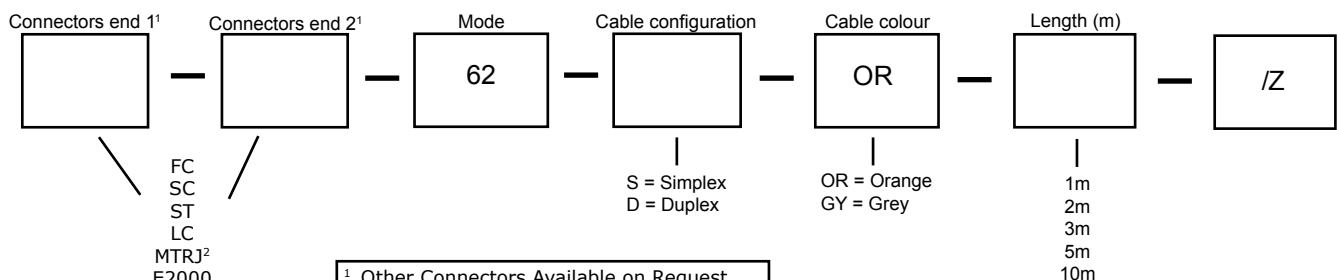 Connectors end 1¹ Connectors end 2¹ Mode Cable configuration Cable colour Length (m)
62 OR /Z
FC
SC
ST
LC
MTRJ²
E2000
S = Simplex
D = Duplex
OR = Orange
GY = Grey
1m
2m
3m
5m
10m
¹ Other Connectors Available on Request